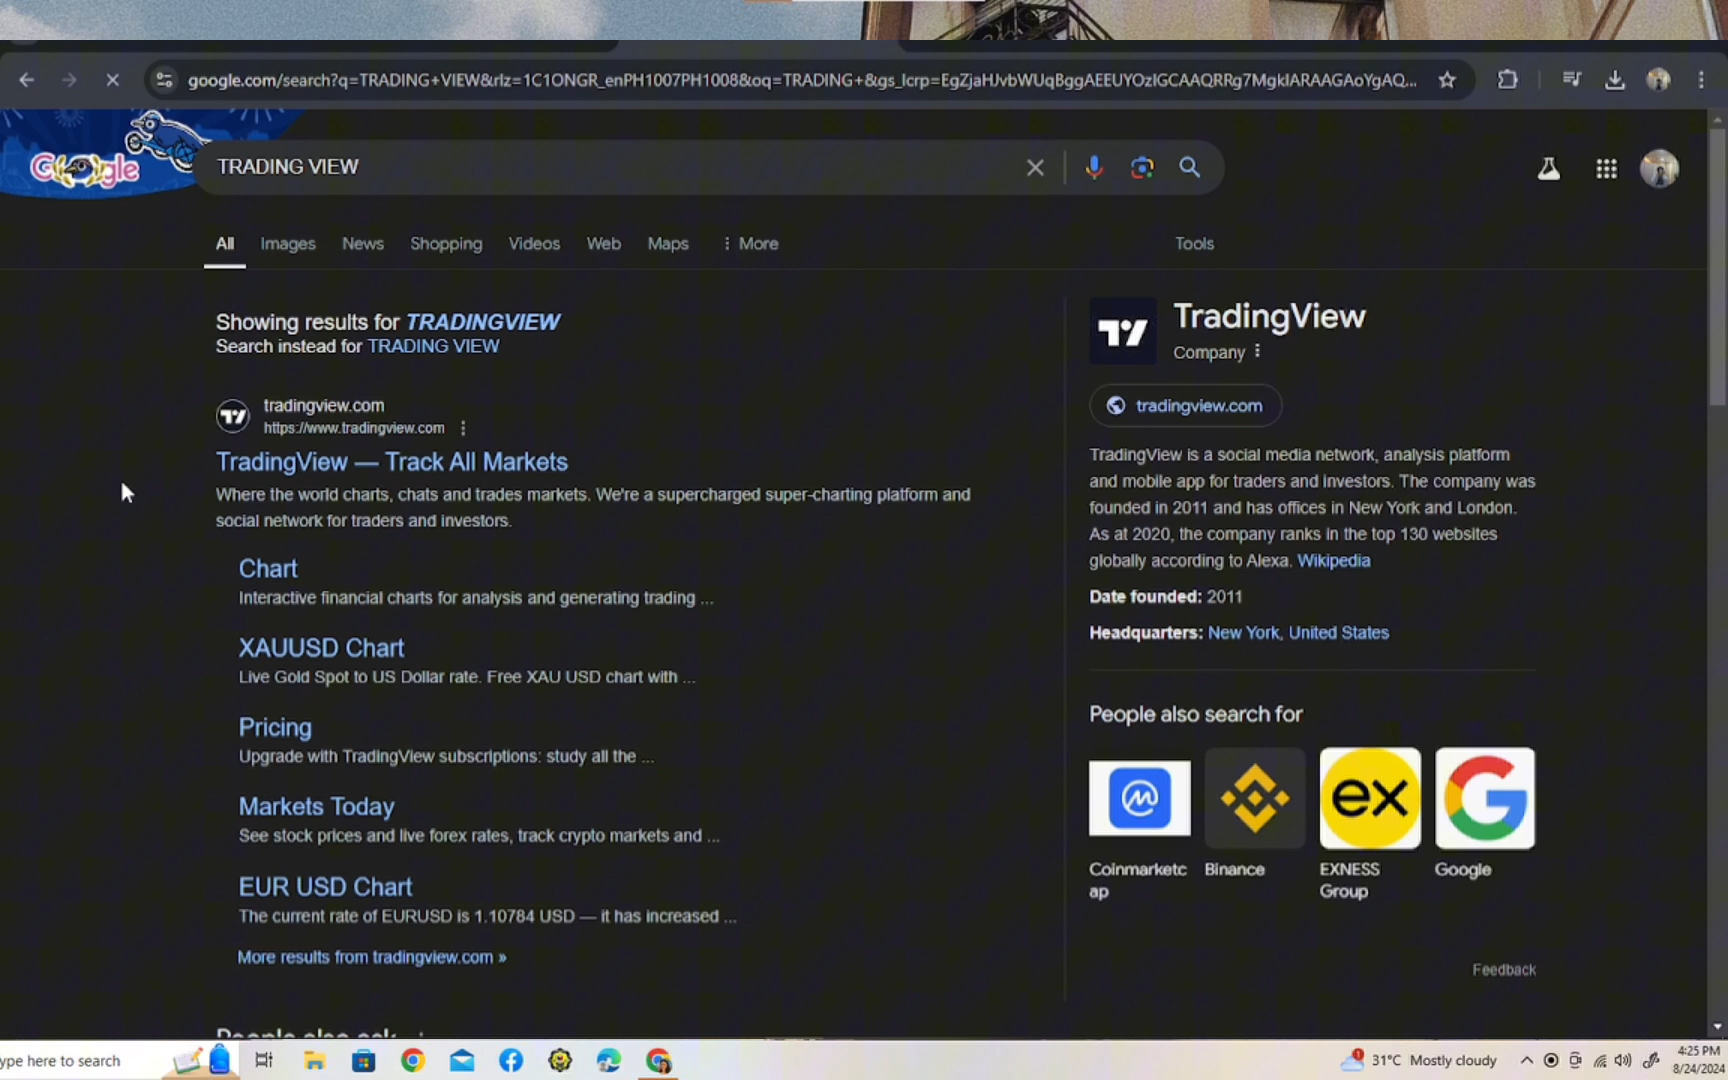 google.com/search?q=TRADING+VIEW&rlz=1C1ONGR_enPH1007PH1008&oq=TRADING+&gs_lcrp=EgZjaHJvbWUqBggAEEUYOzIGCAAQRRg7MgkIARAAGAoYgAQ...
Google
TRADING VIEW
All Images News Shopping Videos Web Maps More Tools
Showing results for TRADINGVIEW
Search instead for TRADING VIEW
tradingview.com
https://www.tradingview.com
TradingView — Track All Markets
Where the world charts, chats and trades markets. We're a supercharged super-charting platform and
social network for traders and investors.
Chart
Interactive financial charts for analysis and generating trading ...
XAUUSD Chart
Live Gold Spot to US Dollar rate. Free XAU USD chart with ...
Pricing
Upgrade with TradingView subscriptions: study all the ...
Markets Today
See stock prices and live forex rates, track crypto markets and ...
EUR USD Chart
The current rate of EURUSD is 1.10784 USD — it has increased ...
More results from tradingview.com »
People also ask
TradingView
Company
tradingview.com
TradingView is a social media network, analysis platform
and mobile app for traders and investors. The company was
founded in 2011 and has offices in New York and London.
As at 2020, the company ranks in the top 130 websites
globally according to Alexa. Wikipedia
Date founded: 2011
Headquarters: New York, United States
People also search for
ex
Coinmarketc
ap
Binance
EXNESS
Group
Google
Feedback
ype here to search
31°C Mostly cloudy
4:25 PM
8/24/2024